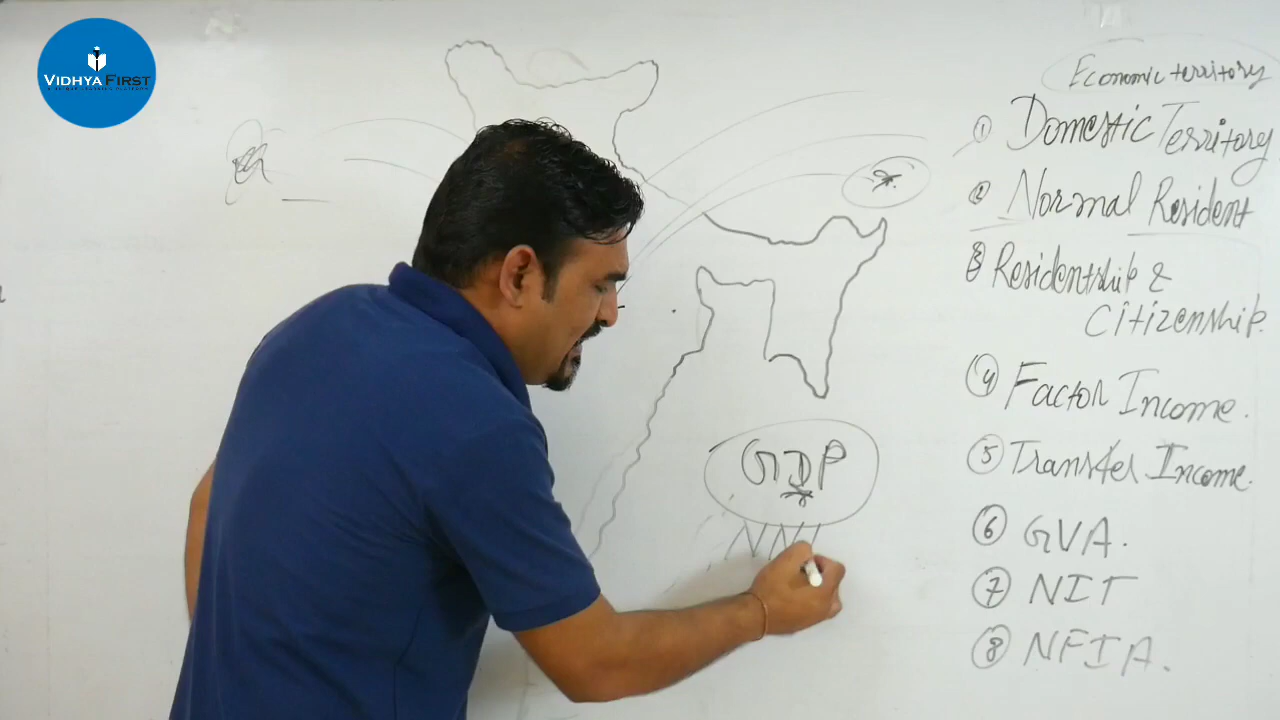 VIDHYA FIRST
Economic territory
① Domestic Territory
② Normal Resident
③ Residentship &
Citizenship.
④ Factor Income.
⑤ Transfer Income.
⑥ GVA.
⑦ NIT
⑧ NFIA.
GDP
NN